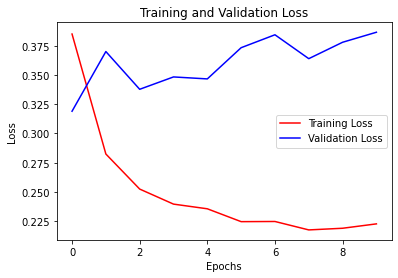 Training and Validation Loss
Loss
0.375
0.350
0.325
0.300
0.275
0.250
0.225
Training Loss
Validation Loss
0 2 4 6 8
Epochs